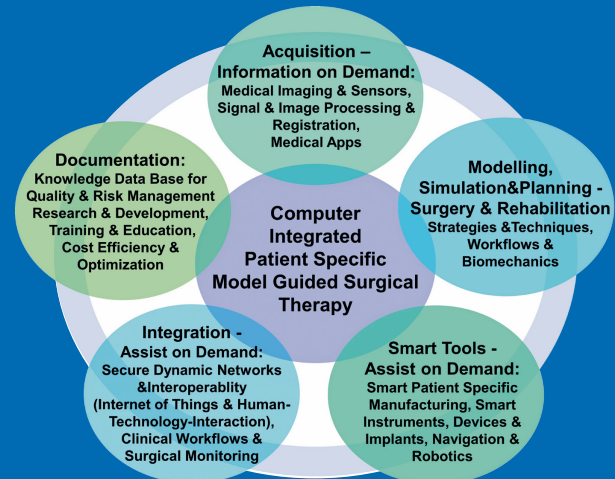 Acquisition –
Information on Demand:
Medical Imaging & Sensors,
Signal & Image Processing &
Registration,
Medical Apps
Documentation:
Knowledge Data Base for
Quality & Risk Management
Research & Development,
Training & Education,
Cost Efficiency &
Optimization
Modelling,
Simulation&Planning -
Surgery & Rehabilitation
Strategies &Techniques,
Workflows &
Biomechanics
Computer
Integrated
Patient Specific
Model Guided Surgical
Therapy
Integration -
Assist on Demand:
Secure Dynamic Networks
&Interoperablity
(Internet of Things & Human-
Technology-Interaction),
Clinical Workflows &
Surgical Monitoring
Smart Tools -
Assist on Demand:
Smart Patient Specific
Manufacturing, Smart
Instruments, Devices &
Implants, Navigation &
Robotics